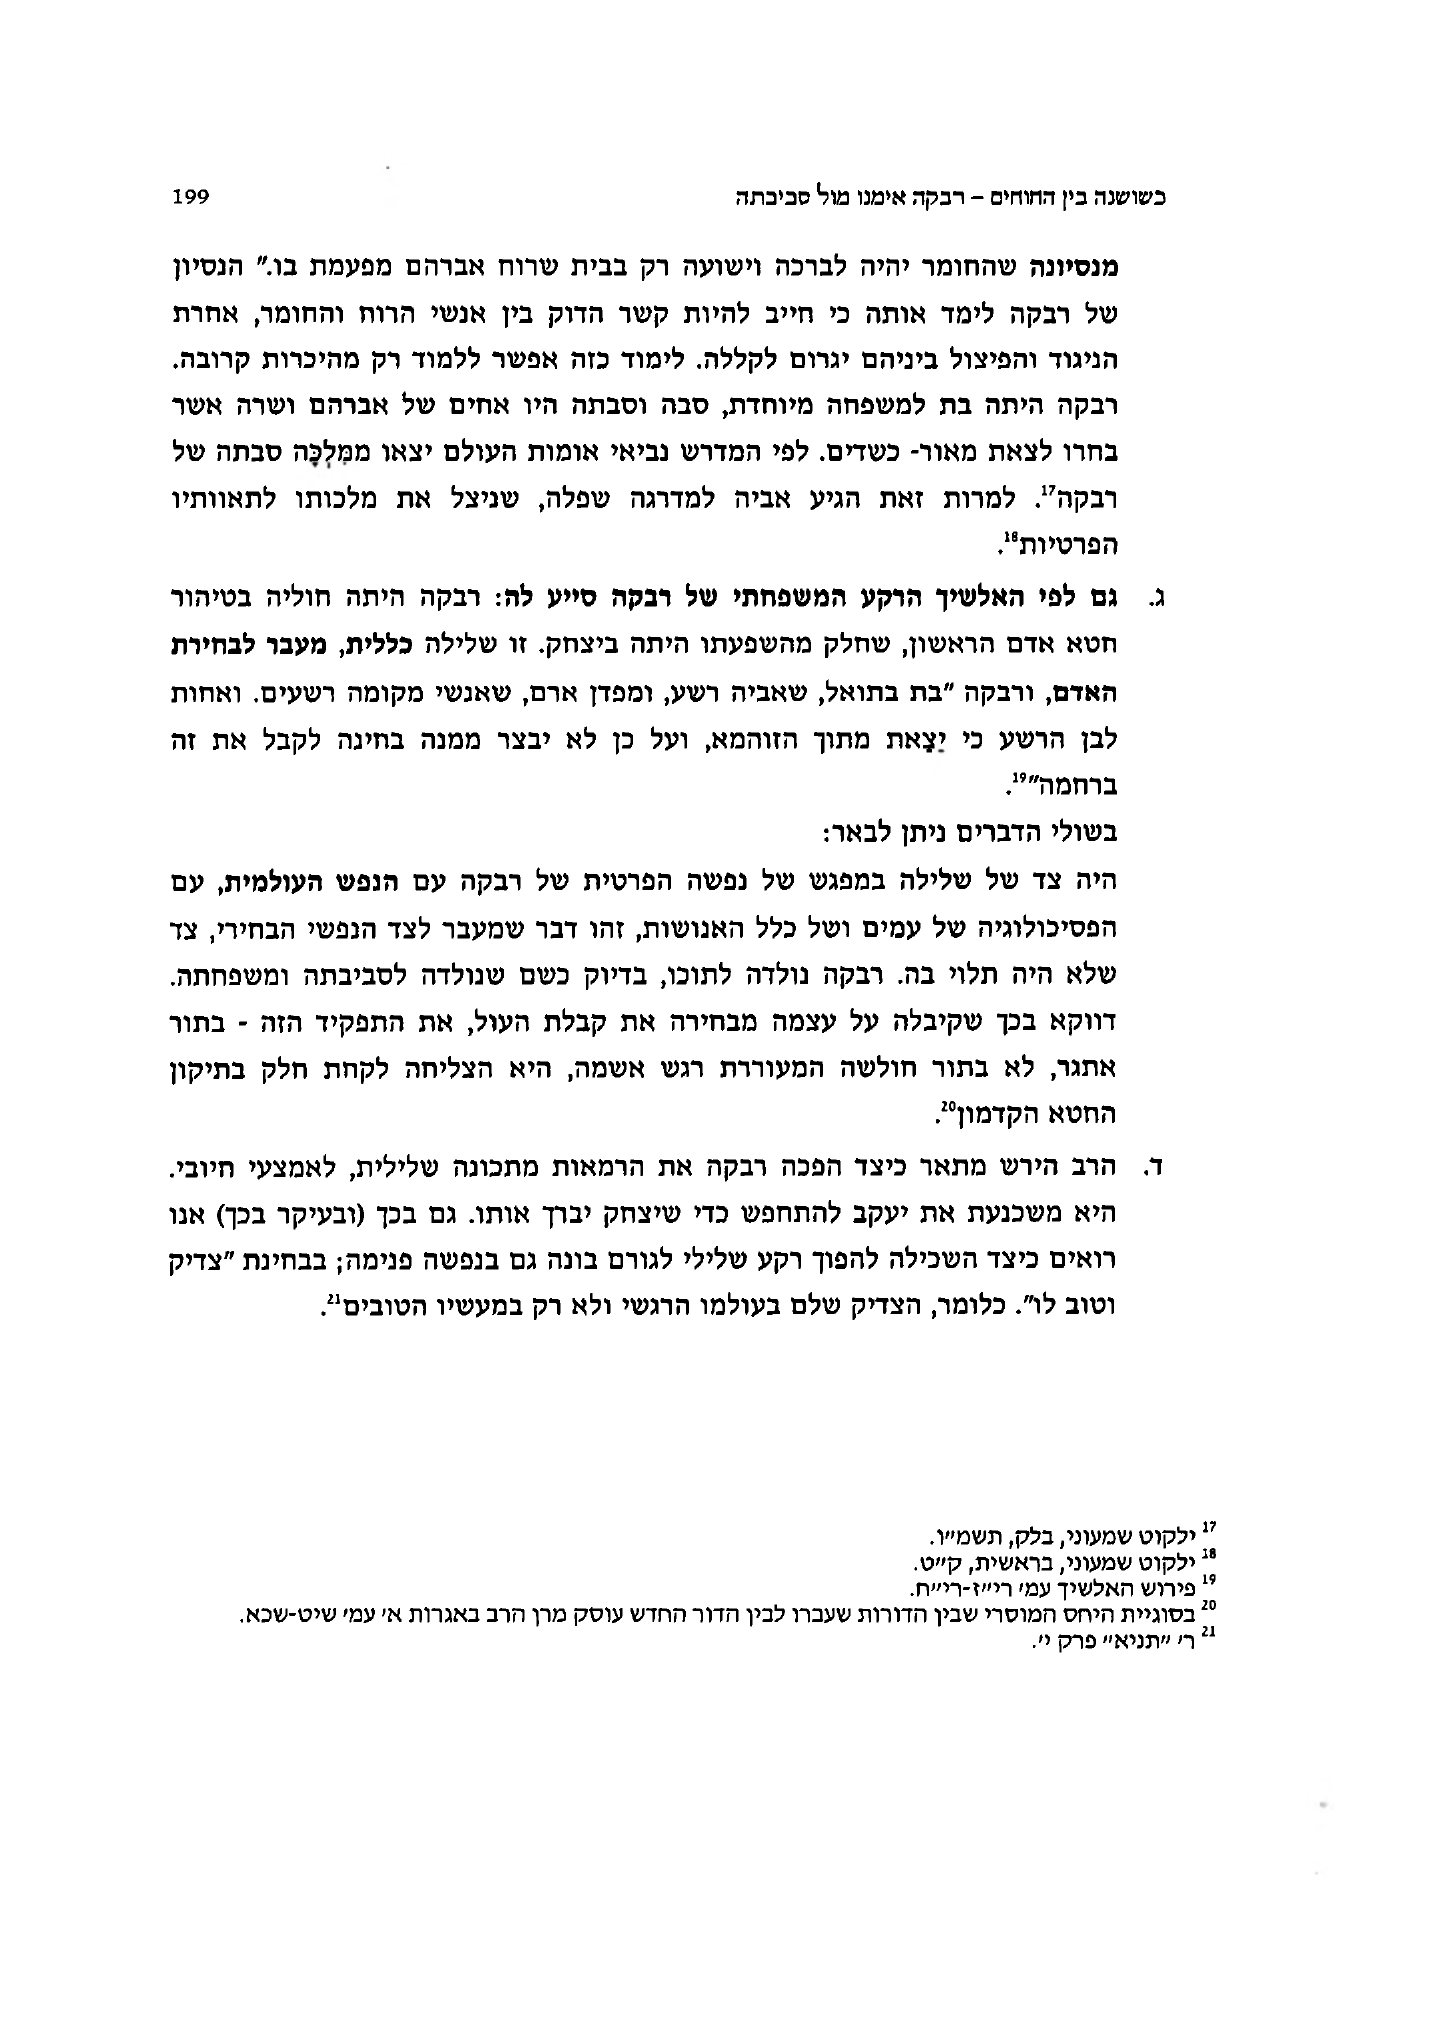 כשושנה בין החוחים – רבקה אימנו מול סביבתה 199
מנסיונה שהחומר יהיה לברכה וישועה רק בבית שרוח אברהם מפעמת בו." הנסיון
של רבקה לימד אותה כי חייב להיות קשר הדוק בין אנשי הרוח והחומר, אחרת
הניגוד והפיצול ביניהם יגרום לקללה. לימוד כזה אפשר ללמוד רק מהיכרות קרובה.
רבקה היתה בת למשפחה מיוחדת, סבה וסבתה היו אחים של אברהם ושרה אשר
בחרו לצאת מאור- כשדים. לפי המדרש נביאי אומות העולם יצאו ממִּלְכָּה סבתה של
רבקה17. למרות זאת הגיע אביה למדרגה שפלה, שניצל את מלכותו לתאוותיו
הפרטיות18.
ג. גם לפי האלשיך הרקע המשפחתי של רבקה סייע לה: רבקה היתה חוליה בטיהור
חטא אדם הראשון, שחלק מהשפעתו היתה ביצחק. זו שלילה כללית, מעבר לבחירת
האדם, ורבקה "בת בתואל, שאביה רשע, ומפדן ארם, שאנשי מקומה רשעים. ואחות
לבן הרשע כי יַצֵאת מתוך הזוהמא, ועל כן לא יבצר ממנה בחינה לקבל את זה
ברחמה"19.
בשולי הדברים ניתן לבאר:
היה צד של שלילה במפגש של נפשה הפרטית של רבקה עם הנפש העולמית, עם
הפסיכולוגיה של עמים ושל כלל האנושות, זהו דבר שמעבר לצד הנפשי הבחירי, צד
שלא היה תלוי בה. רבקה נולדה לתוכו, בדיוק כשם שנולדה לסביבתה ומשפחתה.
דווקא בכך שקיבלה על עצמה מבחירה את קבלת העול, את התפקיד הזה - בתור
אתגר, לא בתור חולשה המעוררת רגש אשמה, היא הצליחה לקחת חלק בתיקון
החטא הקדמון20.
ד. הרב הירש מתאר כיצד הפכה רבקה את הרמאות מתכונה שלילית, לאמצעי חיובי.
היא משכנעת את יעקב להתחפש כדי שיצחק יברך אותו. גם בכך (ובעיקר בכך) אנו
רואים כיצד השכילה להפוך רקע שלילי לגורם בונה גם בנפשה פנימה; בבחינת "צדיק
וטוב לו". כלומר, הצדיק שלם בעולמו הרגשי ולא רק במעשיו הטובים21.
17 ילקוט שמעוני, בלק, תשמ"ו.
18 ילקוט שמעוני, בראשית, ק"ט.
19 פירוש האלשיך עמ' רי"ז-רי"ח.
20 בסוגיית היחס המוסרי שבין הדורות שעברו לבין הדור החדש עוסק מרן הרב באגרות א' עמ' שיט-שכא.
21 ר' "תניא" פרק י'.